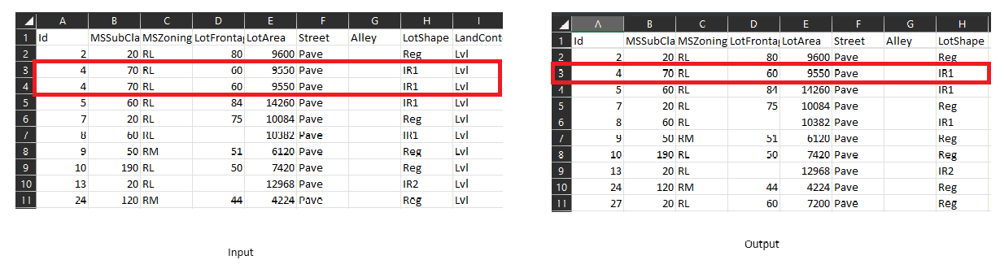 A B C D E F G H I
1 Id MSSubCla MSZoning LotFrontag LotArea Street Alley LotShape LandCont
2 2 20 RL 80 9600 Pave Reg Lvl
3 4 70 RL 60 9550 Pave IR1 Lvl
4 4 70 RL 60 9550 Pave IR1 Lvl
5 5 60 RL 84 14260 Pave IR1 Lvl
6 7 20 RL 75 10084 Pave Reg Lvl
7 8 60 RL 10382 Pave IR1 Lvl
8 9 50 RM 51 6120 Pave Reg Lvl
9 10 190 RL 50 7420 Pave Reg Lvl
10 13 20 RL 12968 Pave IR2 Lvl
11 24 120 RM 44 4224 Pave Reg Lvl
Input
A B C D E F G H
1 Id MSSubCla MSZoning LotFrontag LotArea Street Alley LotShape
2 2 20 RL 80 9600 Pave Reg
3 4 70 RL 60 9550 Pave IR1
4 5 60 RL 84 14260 Pave IR1
5 7 20 RL 75 10084 Pave Reg
6 8 60 RL 10382 Pave IR1
7 9 50 RM 51 6120 Pave Reg
8 10 190 RL 50 7420 Pave Reg
9 13 20 RL 12968 Pave IR2
10 24 120 RM 44 4224 Pave Reg
11 27 20 RL 60 7200 Pave Reg
Output